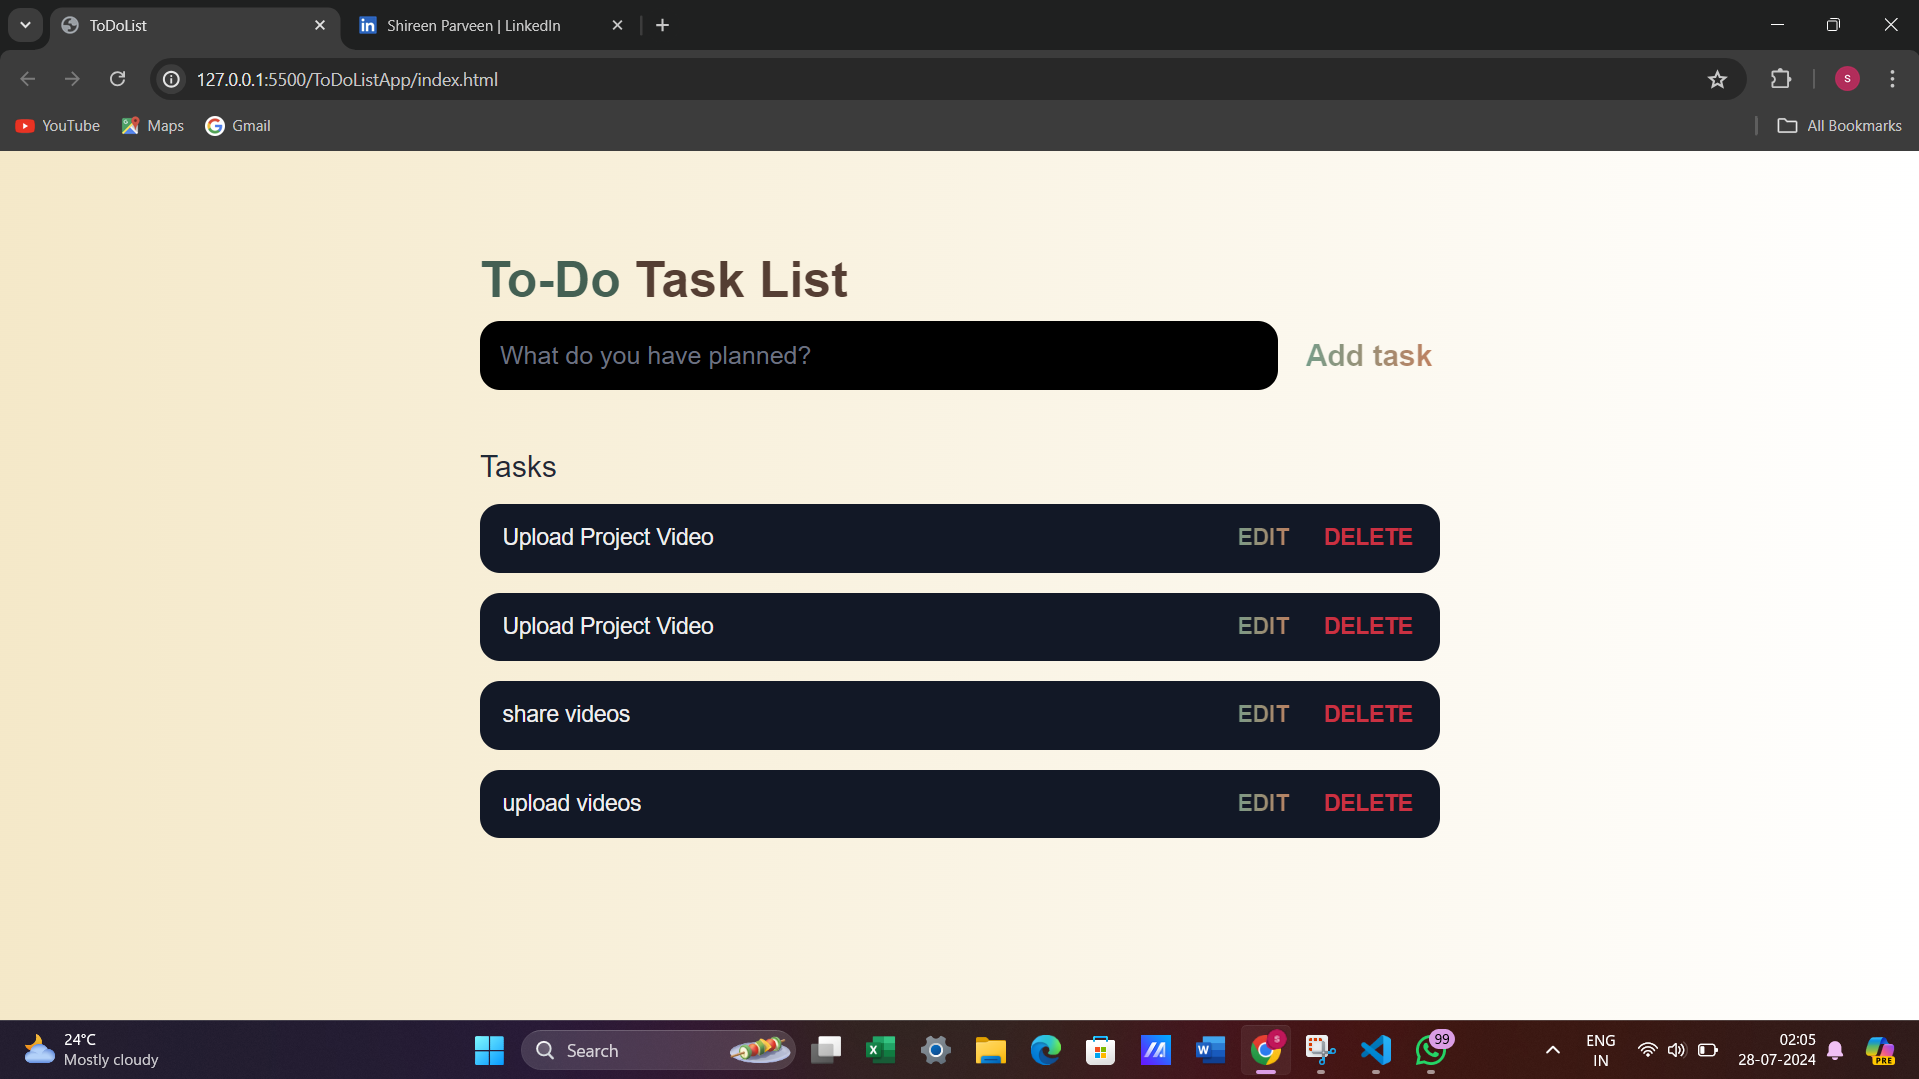 ToDoList
in Shireen Parveen | LinkedIn
127.0.0.1:5500/ToDoListApp/index.html
S
YouTube Maps Gmail All Bookmarks
To-Do Task List
What do you have planned? Add task
Tasks
Upload Project Video EDIT DELETE
Upload Project Video EDIT DELETE
share videos EDIT DELETE
upload videos EDIT DELETE
24°C
Mostly cloudy
Search
X
W
S
99
ENG
IN
02:05
28-07-2024
PRE